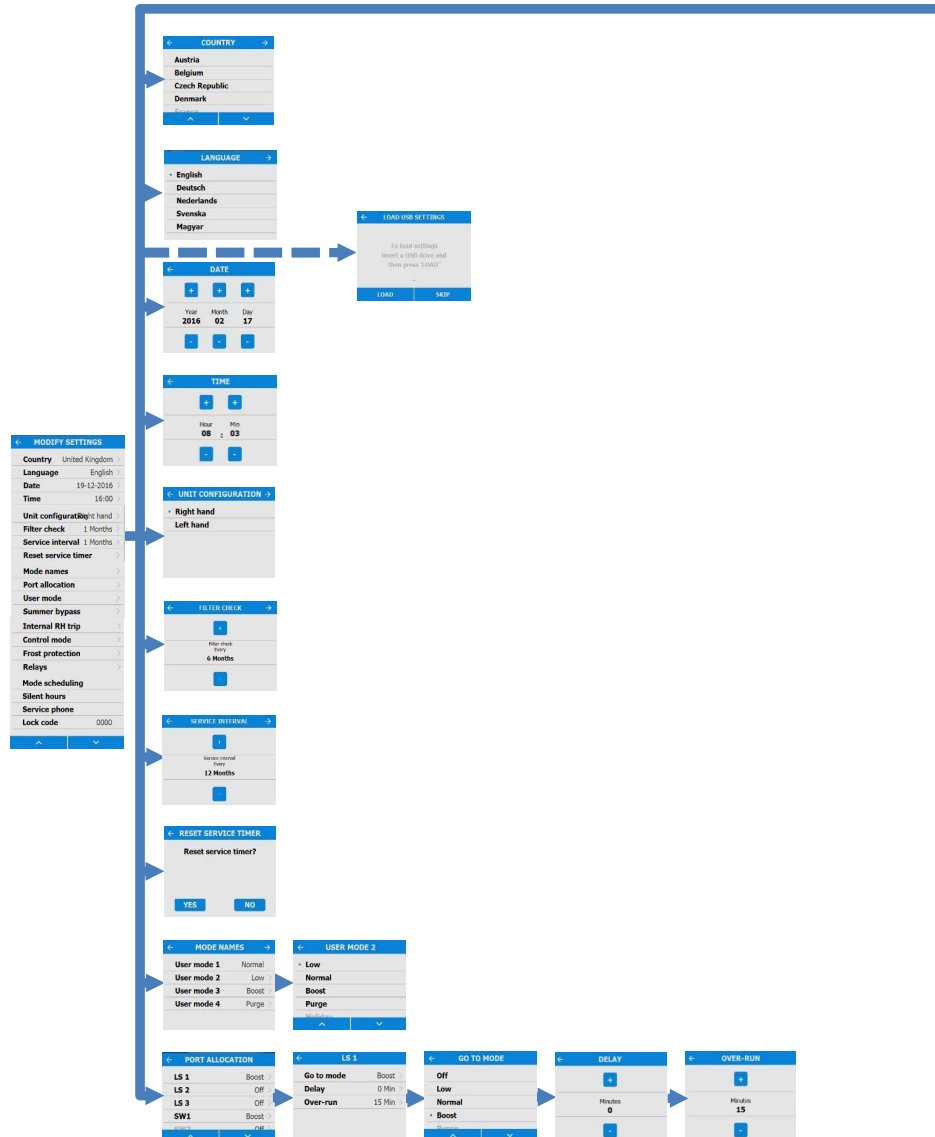 COUNTRY
Austria
Belgium
Czech Republic
Denmark
France
LANGUAGE
English
Deutsch
Nederlands
Svenska
Magyar
LOAD USB SETTINGS
To load settings
insert a USB drive and
then press 'LOAD'
LOAD SKIP
DATE
+ + +
Year Month Day
2016 02 17
- - -
TIME
+ +
Hour Min
08 : 03
- -
MODIFY SETTINGS
Country United Kingdom
Language English
Date 19-12-2016
Time 16:00
Unit configuration Right hand
Filter check 1 Months
Service interval 1 Months
Reset service timer
Mode names
Port allocation
User mode
Summer bypass
Internal RH trip
Control mode
Frost protection
Relays
Mode scheduling
Silent hours
Service phone
Lock code 0000
UNIT CONFIGURATION
Right hand
Left hand
FILTER CHECK
+
Filter check
Every
6 Months
-
SERVICE INTERVAL
+
Service interval
Every
12 Months
-
RESET SERVICE TIMER
Reset service timer?
YES NO
MODE NAMES
User mode 1 Normal
User mode 2 Low
User mode 3 Boost
User mode 4 Purge
USER MODE 2
Low
Normal
Boost
Purge
Holiday
PORT ALLOCATION
LS 1 Boost
LS 2 Off
LS 3 Off
SW1 Boost
SW2 Off
LS 1
Go to mode Boost
Delay 0 Min
Over-run 15 Min
GO TO MODE
Off
Low
Normal
Boost
Purge
DELAY
+
Minutes
0
-
OVER-RUN
+
Minutes
15
-